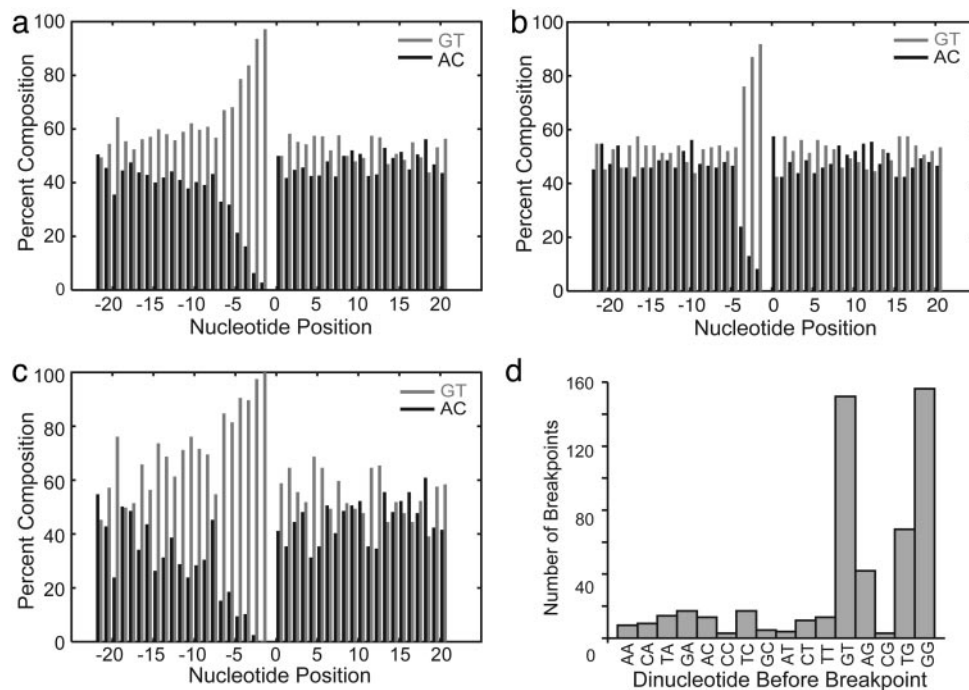 a
100
80
60
40
20
0
Percent Composition
GT
AC
-20 -15 -10 -5 0 5 10 15 20
Nucleotide Position
b
100
80
60
40
20
0
Percent Composition
GT
AC
-20 -15 -10 -5 0 5 10 15 20
Nucleotide Position
c
100
80
60
40
20
0
Percent Composition
GT
AC
-20 -15 -10 -5 0 5 10 15 20
Nucleotide Position
d
160
120
80
40
0
Number of Breakpoints
AA CA TA GA AC CC TC GC AT CT TT GT AG CG TG GG
Dinucleotide Before Breakpoint